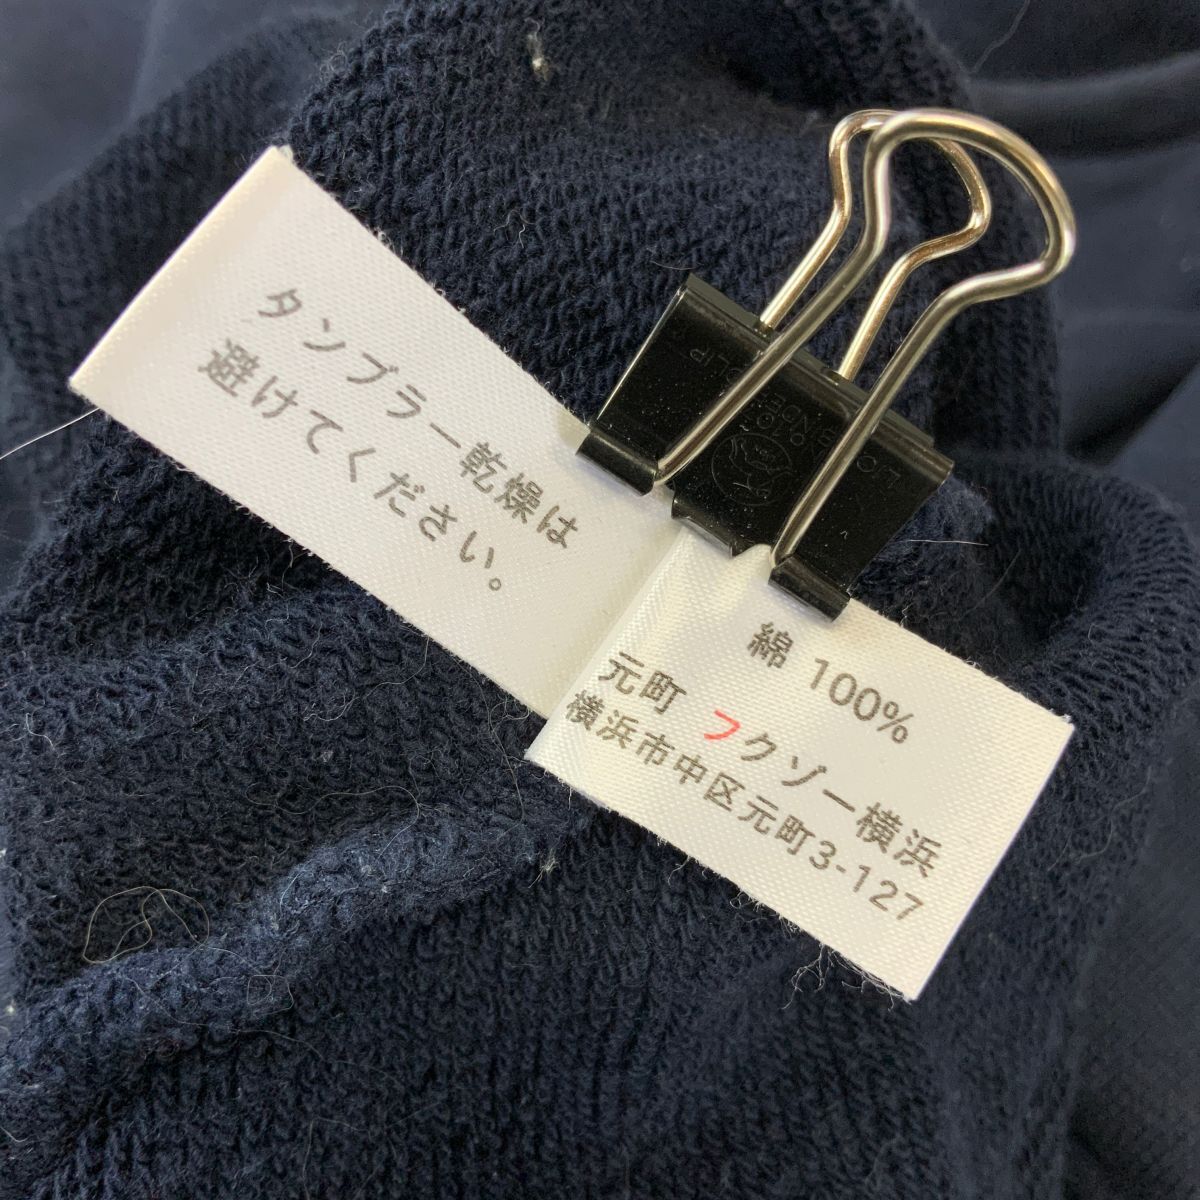 タンブラー乾燥は
避けてください。
綿 100%
元町 フクゾー横浜
横浜市中区元町3-127